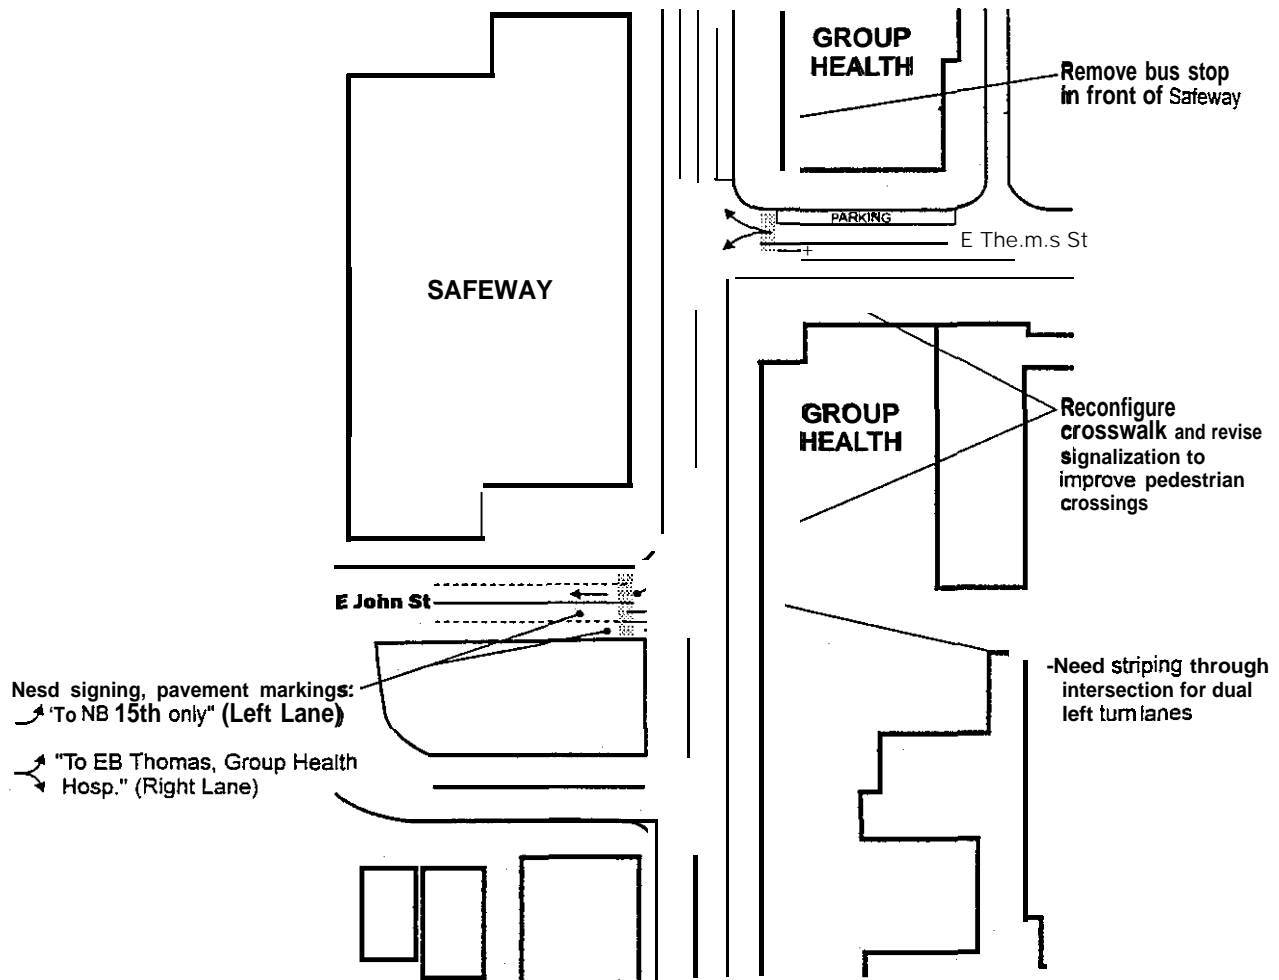 GROUP
HEALTH
Remove bus stop
in front of Safeway
PARKING
E The.m.s St
SAFEWAY
GROUP
HEALTH
Reconfigure
crosswalk and revise
signalization to
improve pedestrian
crossings
E John St
-Need striping through
intersection for dual
left turn lanes
Nesd signing, pavement markings:
'To NB 15th only" (Left Lane)
"To EB Thomas, Group Health
Hosp." (Right Lane)